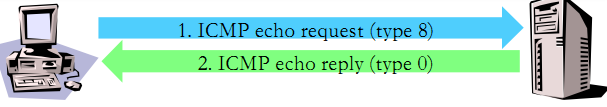 1. ICMP echo request (type 8)
2. ICMP echo reply (type 0)